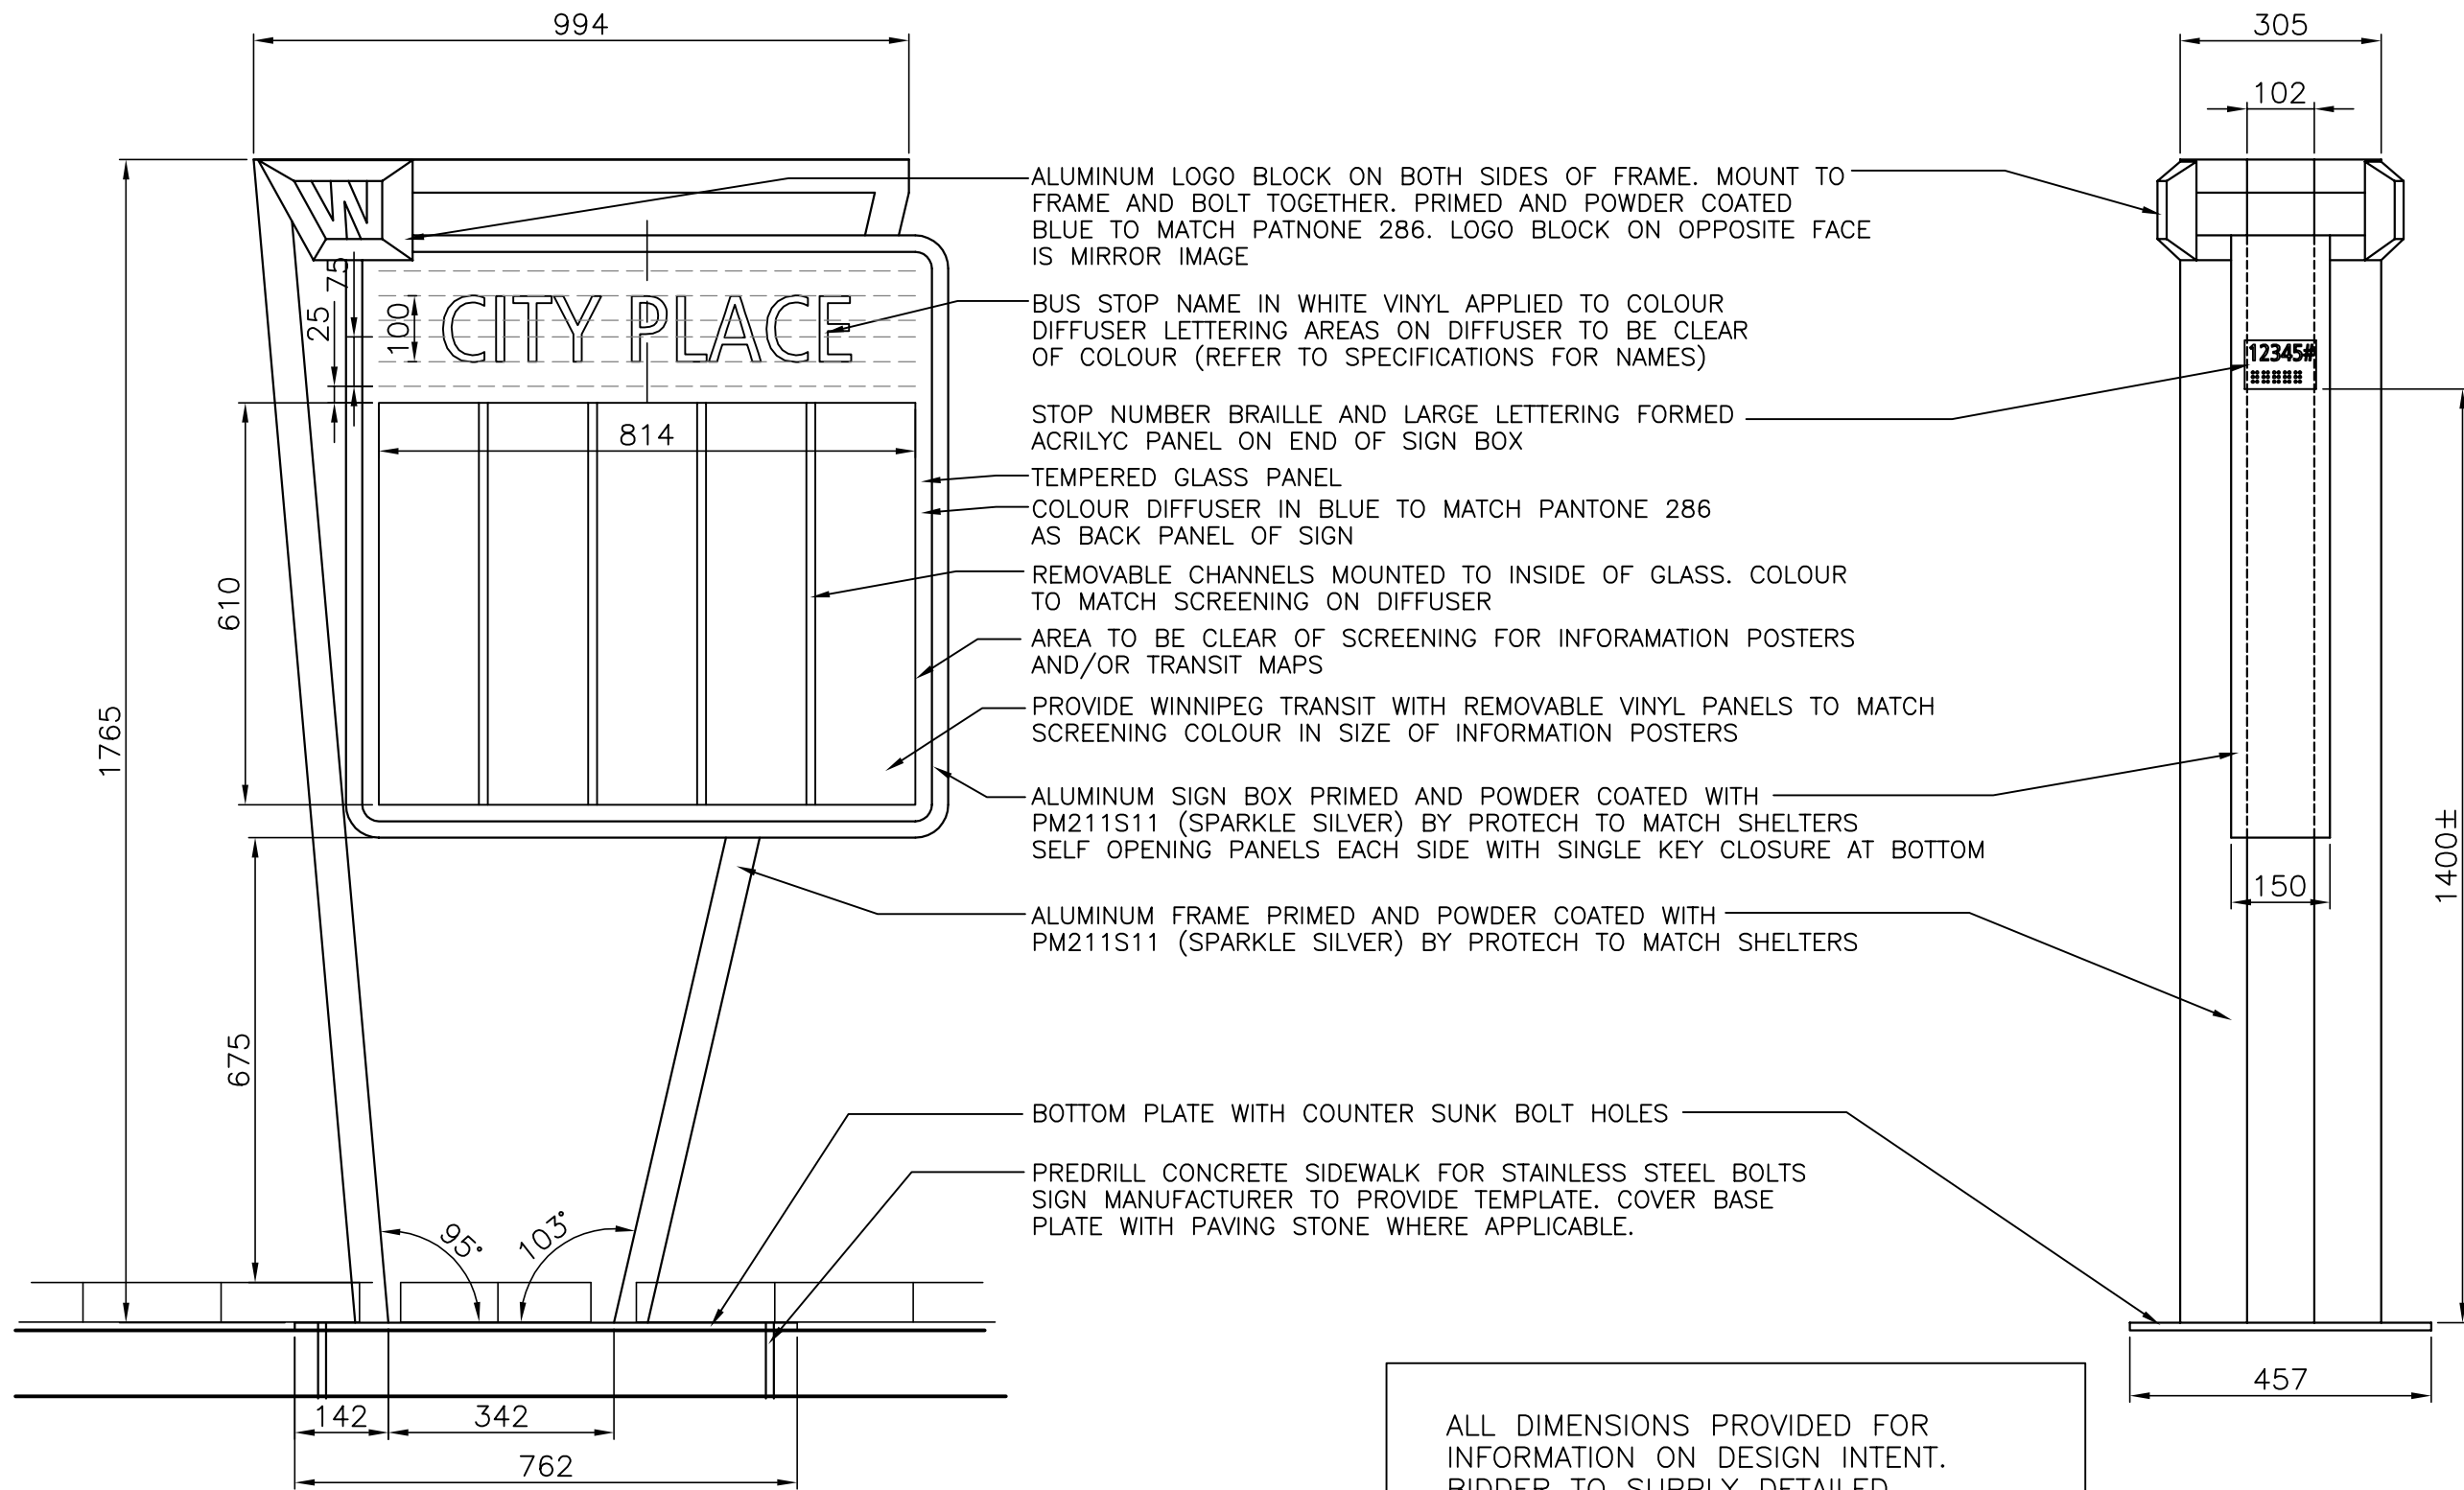 994
305
102
W
ALUMINUM LOGO BLOCK ON BOTH SIDES OF FRAME. MOUNT TO
FRAME AND BOLT TOGETHER. PRIMED AND POWDER COATED
BLUE TO MATCH PATNONE 286. LOGO BLOCK ON OPPOSITE FACE
IS MIRROR IMAGE
75
25
100
CITY PLACE
BUS STOP NAME IN WHITE VINYL APPLIED TO COLOUR
DIFFUSER LETTERING AREAS ON DIFFUSER TO BE CLEAR
OF COLOUR (REFER TO SPECIFICATIONS FOR NAMES)
12345#
STOP NUMBER BRAILLE AND LARGE LETTERING FORMED
ACRILYC PANEL ON END OF SIGN BOX
814
TEMPERED GLASS PANEL
COLOUR DIFFUSER IN BLUE TO MATCH PANTONE 286
AS BACK PANEL OF SIGN
610
REMOVABLE CHANNELS MOUNTED TO INSIDE OF GLASS. COLOUR
TO MATCH SCREENING ON DIFFUSER
AREA TO BE CLEAR OF SCREENING FOR INFORAMATION POSTERS
AND/OR TRANSIT MAPS
1765
PROVIDE WINNIPEG TRANSIT WITH REMOVABLE VINYL PANELS TO MATCH
SCREENING COLOUR IN SIZE OF INFORMATION POSTERS
ALUMINUM SIGN BOX PRIMED AND POWDER COATED WITH
PM211S11 (SPARKLE SILVER) BY PROTECH TO MATCH SHELTERS
SELF OPENING PANELS EACH SIDE WITH SINGLE KEY CLOSURE AT BOTTOM
1400±
150
ALUMINUM FRAME PRIMED AND POWDER COATED WITH
PM211S11 (SPARKLE SILVER) BY PROTECH TO MATCH SHELTERS
675
BOTTOM PLATE WITH COUNTER SUNK BOLT HOLES
PREDRILL CONCRETE SIDEWALK FOR STAINLESS STEEL BOLTS
SIGN MANUFACTURER TO PROVIDE TEMPLATE. COVER BASE
PLATE WITH PAVING STONE WHERE APPLICABLE.
95°
103°
457
142
342
762
ALL DIMENSIONS PROVIDED FOR
INFORMATION ON DESIGN INTENT.
BIDDER TO SUPPLY DETAILED